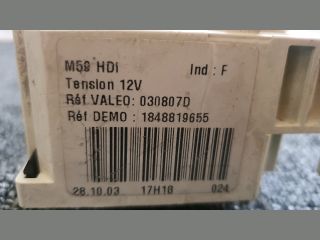 M59 HDI Ind : F
Tension 12V
Réf VALEO: 030807D
Réf DEMO : 1848819655
28.10.03 17H18 024